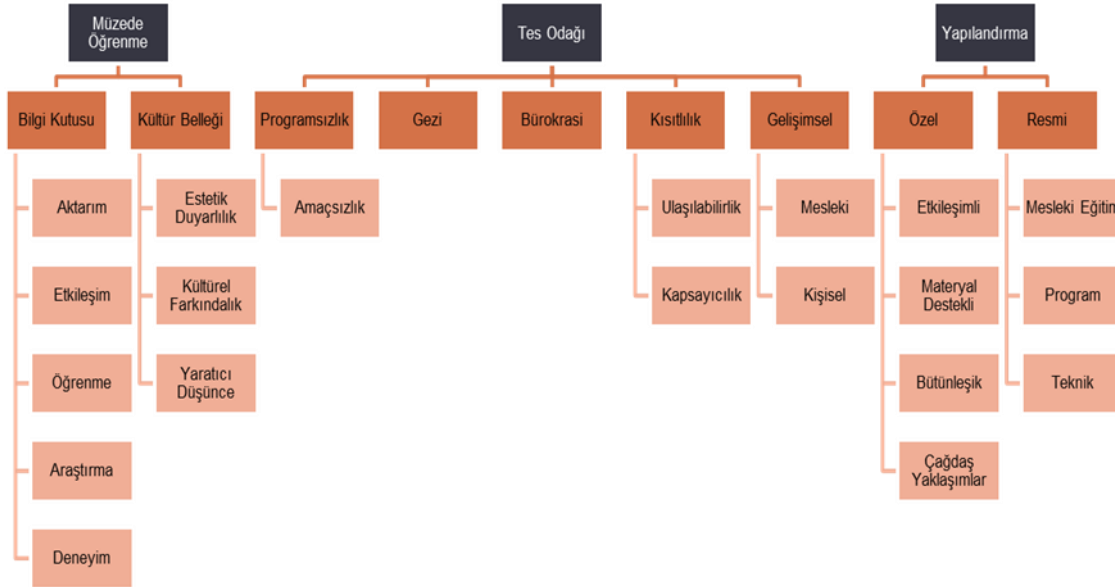 Müzede
Öğrenme
Tes Odağı
Yapılandırma
Bilgi Kutusu
Kültür Belleği
Programsızlık
Gezi
Bürokrasi
Kısıtlılık
Gelişimsel
Özel
Resmi
Aktarım
Estetik
Duyarlılık
Amaçsızlık
Ulaşılabilirlik
Mesleki
Etkileşimli
Mesleki Eğitim
Etkileşim
Kültürel
Farkındalık
Kapsayıcılık
Kişisel
Materyal
Destekli
Program
Öğrenme
Yaratıcı
Düşünce
Bütünleşik
Teknik
Araştırma
Çağdaş
Yaklaşımlar
Deneyim